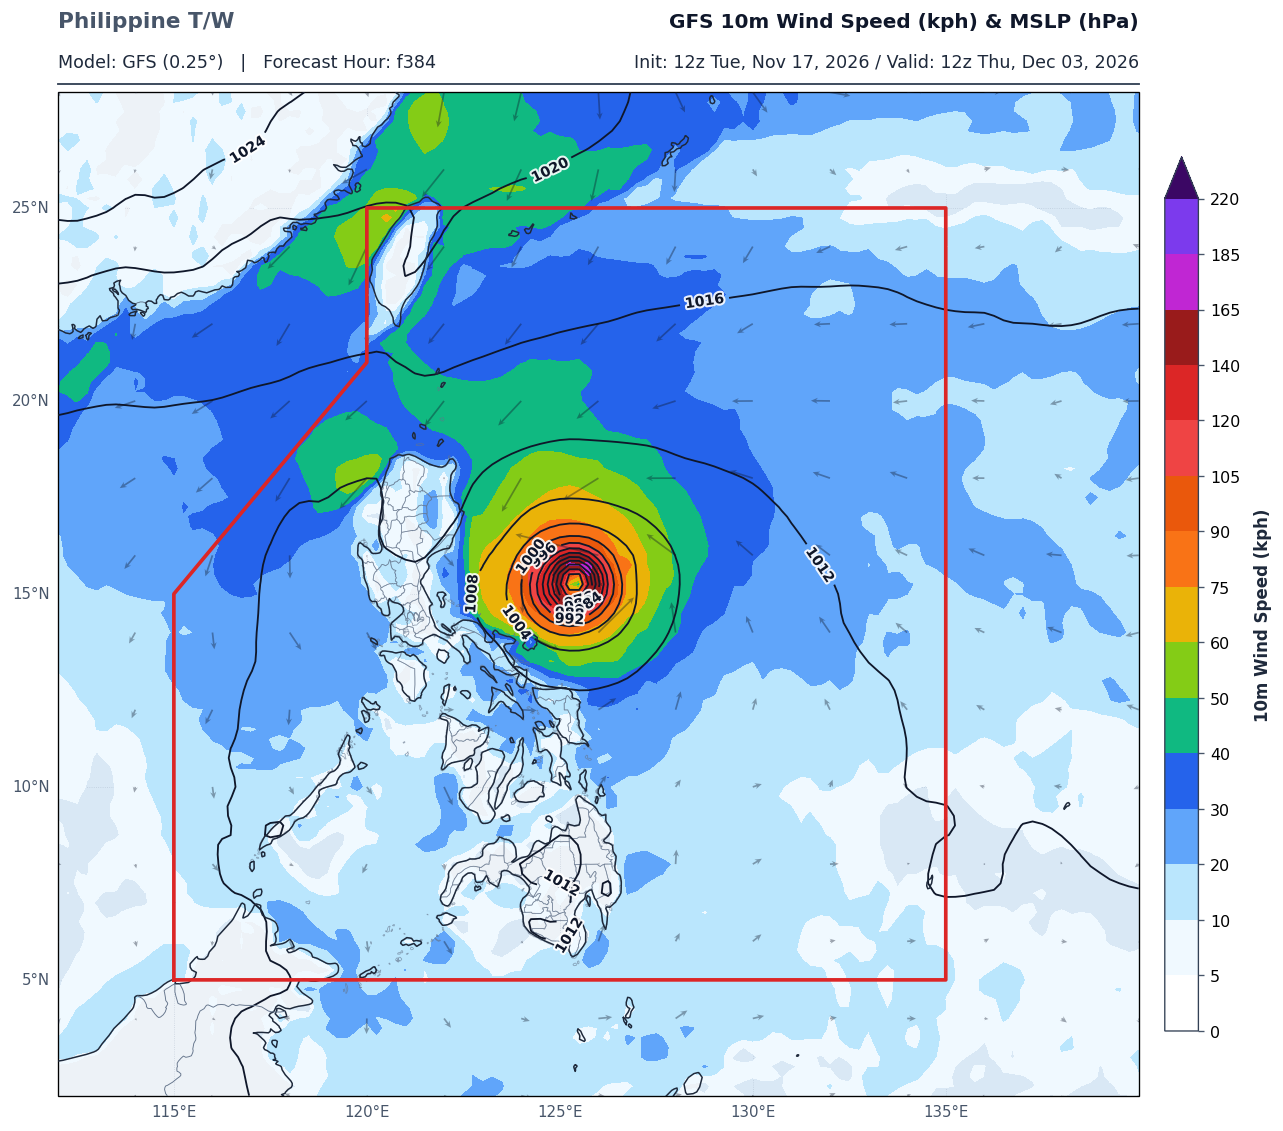 Philippine T/W
GFS 10m Wind Speed (kph) & MSLP (hPa)
Model: GFS (0.25°) | Forecast Hour: f384
Init: 12z Tue, Nov 17, 2026 / Valid: 12z Thu, Dec 03, 2026
1024
1020
1016
1012
1008
1004
1000
996
992
1012
1012
25°N
20°N
15°N
10°N
5°N
115°E
120°E
125°E
130°E
135°E
220
185
165
140
120
105
90
75
60
50
40
30
20
10
5
0
10m Wind Speed (kph)